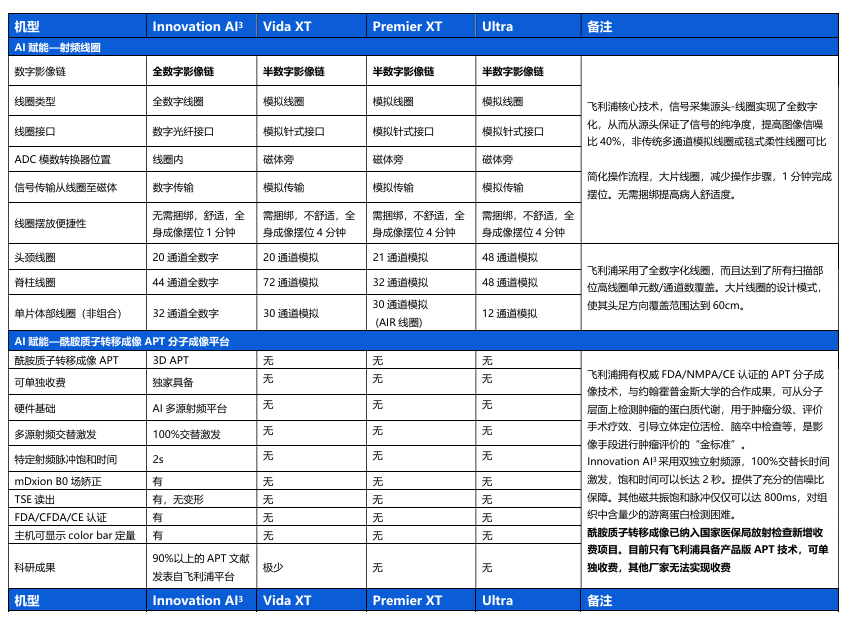 机型 Innovation AI³ Vida XT Premier XT Ultra 备注
AI 赋能—射频线圈
数字影像链 全数字影像链 半数字影像链 半数字影像链 半数字影像链
线圈类型 全数字线圈 模拟线圈 模拟线圈 模拟线圈
线圈接口 数字光纤接口 模拟针式接口 模拟针式接口 模拟针式接口
ADC 模数转换器位置 线圈内 磁体旁 磁体旁 磁体旁
信号传输从线圈至磁体 数字传输 模拟传输 模拟传输 模拟传输
线圈摆放便捷性 无需捆绑，舒适，全 需捆绑，不舒适，全 需捆绑，不舒适，全 需捆绑，不舒适，全
身成像摆位 1 分钟 身成像摆位 4 分钟 身成像摆位 4 分钟 身成像摆位 4 分钟
飞利浦核心技术，信号采集源头-线圈实现了全数字
化，从而从源头保证了信号的纯净度，提高图像信噪
比 40%，非传统多通道模拟线圈或毯式柔性线圈可比
简化操作流程，大片线圈，减少操作步骤，1 分钟完成
摆位。无需捆绑提高病人舒适度。
头颈线圈 20 通道全数字 20 通道模拟 21 通道模拟 48 通道模拟
脊柱线圈 44 通道全数字 72 通道模拟 32 通道模拟 48 通道模拟
单片体部线圈（非组合） 32 通道全数字 30 通道模拟 30 通道模拟 12 通道模拟
（AIR 线圈）
飞利浦采用了全数字化线圈，而且达到了所有扫描部
位高线圈单元数/通道数覆盖。大片线圈的设计模式，
使其头足方向覆盖范围达到 60cm。
AI 赋能—酰胺质子转移成像 APT 分子成像平台
酰胺质子转移成像 APT 3D APT 无 无 无
可单独收费 独家具备 无 无 无
硬件基础 AI 多源射频平台 无 无 无
多源射频交替激发 100%交替激发 无 无 无
特定射频脉冲饱和时间 2s 无 无 无
mDxion B0 场矫正 有 无 无 无
TSE 读出 有，无变形 无 无 无
FDA/CFDA/CE 认证 有 无 无 无
主机可显示 color bar 定量 有 无 无 无
科研成果 90%以上的 APT 文献 极少 无 无
发表自飞利浦平台
飞利浦拥有权威 FDA/NMPA/CE 认证的 APT 分子成
像技术，与约翰霍普金斯大学的合作成果，可从分子
层面上检测肿瘤的蛋白质代谢，用于肿瘤分级、评价
手术疗效、引导立体定位活检、脑卒中检查等，是影
像手段进行肿瘤评价的“金标准”。
Innovation AI³ 采用双独立射频源，100%交替长时间
激发，饱和时间可以长达 2 秒。提供了充分的信噪比
保障。其他磁共振饱和脉冲仅仅可以达 800ms，对组
织中含量少的游离蛋白检测困难。
酰胺质子转移成像已纳入国家医保局放射检查新增收
费项目。目前只有飞利浦具备产品版 APT 技术，可单
独收费，其他厂家无法实现收费
机型 Innovation AI³ Vida XT Premier XT Ultra 备注